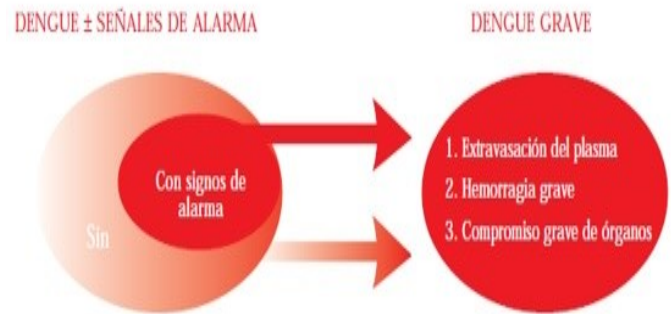 DENGUE ± SEÑALES DE ALARMA
DENGUE GRAVE
Sin
Con signos de
alarma
1. Extravasación del plasma
2. Hemorragia grave
3. Compromiso grave de órganos